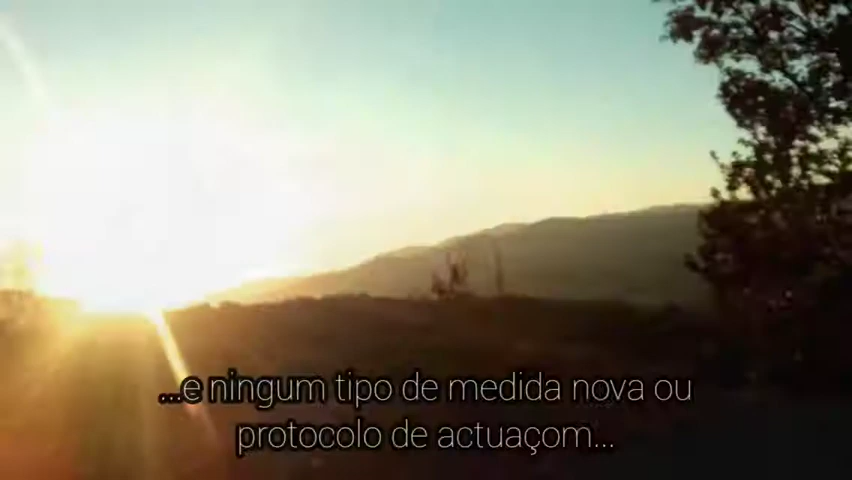 ...e ningum tipo de medida nova ou
protocolo de actuaçom...